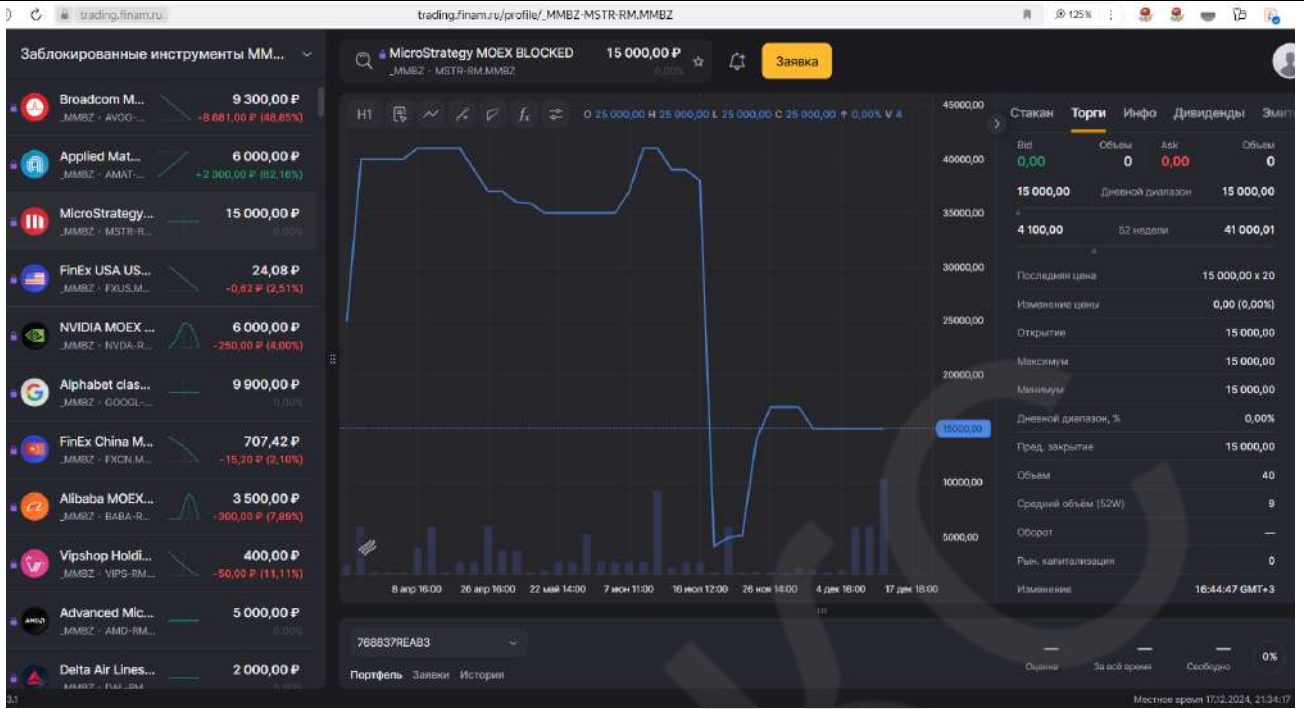 trading.finam.ru
trading.finam.ru/profile/_MMBZ-MSTR-RM.MMBZ
125 %
Заблокированные инструменты ММ...
MicroStrategy MOEX BLOCKED
15 000,00 ₽
_MMBZ · MSTR-RM.MMBZ
0,00%
Заявка
Broadcom M...
9 300,00 ₽
_MMBZ · AVGO-...
-8 881,00 ₽ (48,85%)
Applied Mat...
6 000,00 ₽
_MMBZ · AMAT-...
+2 300,00 ₽ (62,16%)
MicroStrategy...
15 000,00 ₽
_MMBZ · MSTR-R...
0,00%
FinEx USA US...
24,08 ₽
_MMBZ · FXUS.M...
-0,62 ₽ (2,51%)
NVIDIA MOEX ...
6 000,00 ₽
_MMBZ · NVDA-R...
-250,00 ₽ (4,00%)
Alphabet clas...
9 900,00 ₽
_MMBZ · GOOGL-...
0,00%
FinEx China M...
707,42 ₽
_MMBZ · FXCN.M...
-15,20 ₽ (2,10%)
Alibaba MOEX...
3 500,00 ₽
_MMBZ · BABA-R...
-300,00 ₽ (7,89%)
Vipshop Holdi...
400,00 ₽
_MMBZ · VIPS-RM...
-50,00 ₽ (11,11%)
Advanced Mic...
5 000,00 ₽
_MMBZ · AMD-RM...
0,00%
Delta Air Lines...
2 000,00 ₽
_MMBZ · DAL-RM...
3.1
H1
O 25 000,00 H 25 000,00 L 25 000,00 C 25 000,00 0,00% V 4
45000,00
40000,00
35000,00
30000,00
25000,00
20000,00
15000,00
10000,00
5000,00
8 апр 16:00 26 апр 16:00 22 май 14:00 7 июн 11:00 16 июл 12:00 26 ноя 14:00 4 дек 16:00 17 дек 18:00
768837REAB3
Портфель Заявки История
Стакан Торги Инфо Дивиденды Эмит
Bid Объем Ask Объем
0,00 0 0,00 0
15 000,00 Дневной диапазон 15 000,00
4 100,00 52 недели 41 000,01
Последняя цена 15 000,00 x 20
Изменение цены 0,00 (0,00%)
Открытие 15 000,00
Максимум 15 000,00
Минимум 15 000,00
Дневной диапазон, % 0,00%
Пред. закрытие 15 000,00
Объем 40
Средний объём (52W) 9
Оборот —
Рын. капитализация 0
Изменение 16:44:47 GMT+3
— — — 0%
Оценка За всё время Свободно
Местное время 17.12.2024, 21:34:17